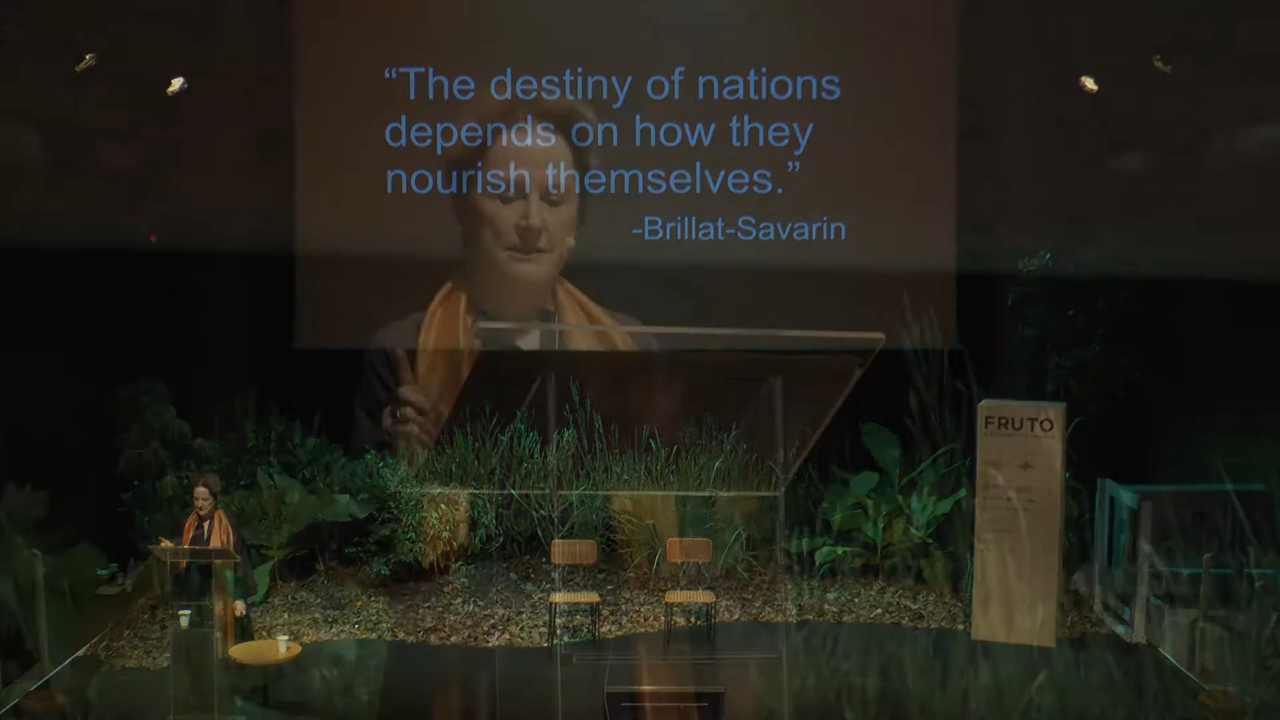 “The destiny of nations
depends on how they
nourish themselves.”
-Brillat-Savarin
FRUTO